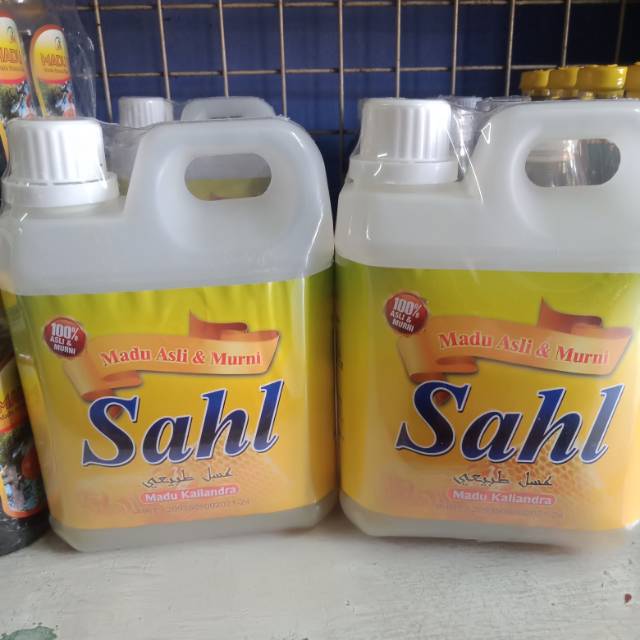 MADU
100%
ASLI &
MURNI
Madu Asli & Murni
Sahl
عسل طبيعي
Madu Kaliandra
100%
ASLI &
MURNI
Madu Asli & Murni
Sahl
عسل طبيعي
Madu Kaliandra